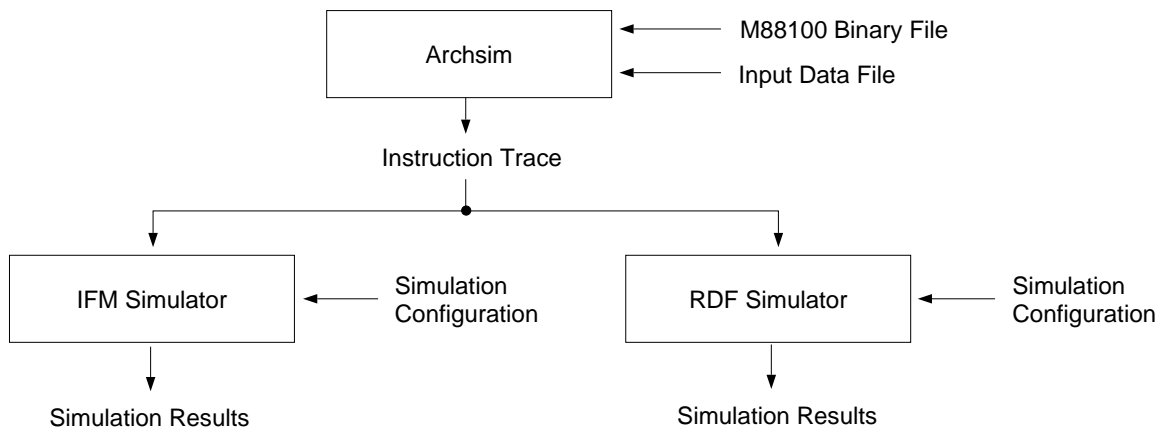 M88100 Binary File
Archsim
Input Data File
Instruction Trace
IFM Simulator
Simulation
Configuration
RDF Simulator
Simulation
Configuration
Simulation Results
Simulation Results